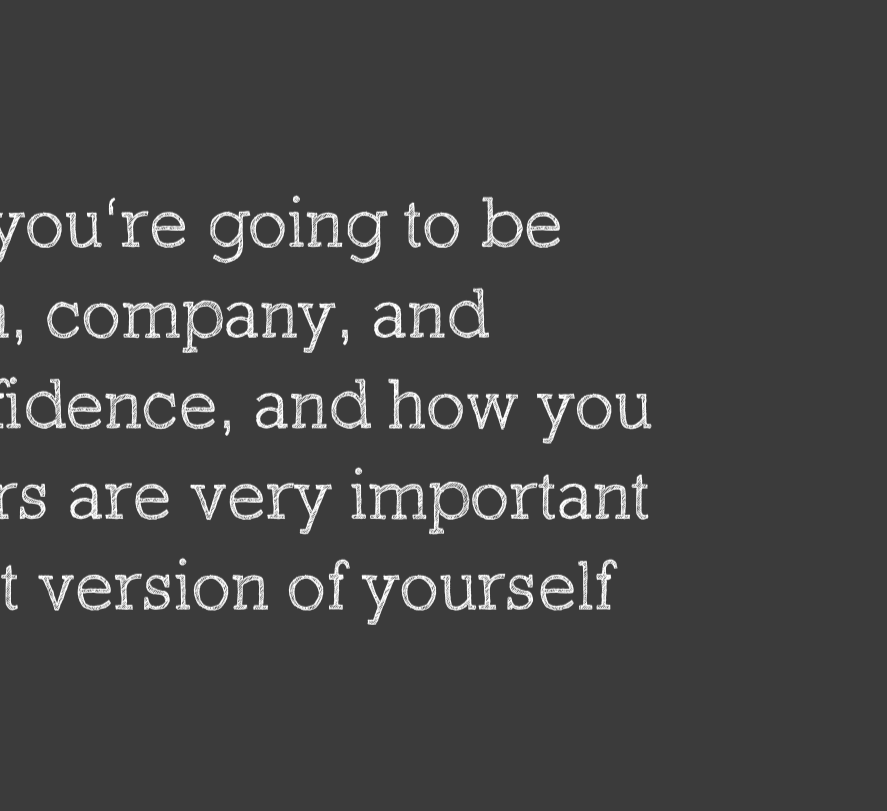 you‘re going to be
, company, and
fidence, and how you
rs are very important
t version of yourself